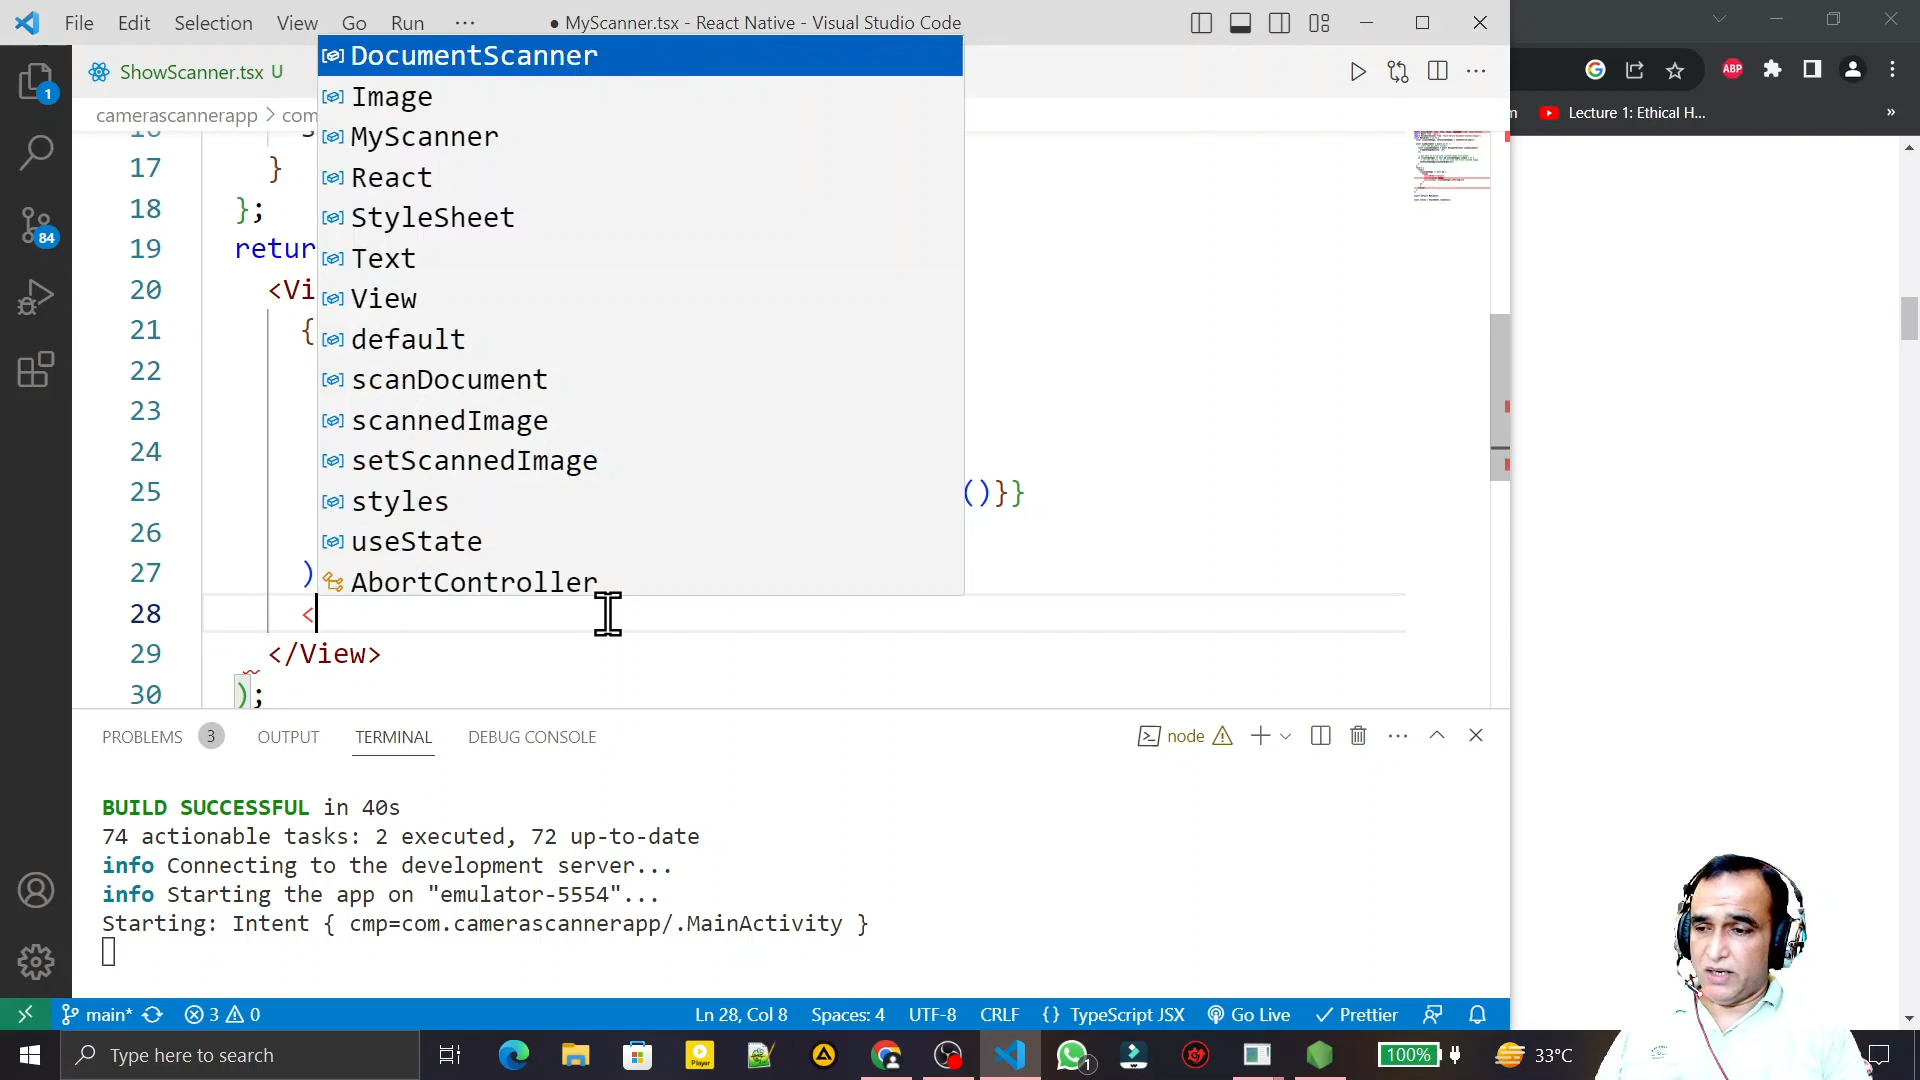 File Edit Selection View Go Run ··· ● MyScanner.tsx - React Native - Visual Studio Code
ShowScanner.tsx U
camerascannerapp > com
ABP
Lecture 1: Ethical H... »
1
84
17 }
18 };
19 retur
20 <Vi
21 {
22
23
24
25 ()}}
26
27 )
28 <
29 </View>
30 );
DocumentScanner
Image
MyScanner
React
StyleSheet
Text
View
default
scanDocument
scannedImage
setScannedImage
styles
useState
AbortController
PROBLEMS 3 OUTPUT TERMINAL DEBUG CONSOLE node
BUILD SUCCESSFUL in 40s
74 actionable tasks: 2 executed, 72 up-to-date
info Connecting to the development server...
info Starting the app on "emulator-5554"...
Starting: Intent { cmp=com.camerascannerapp/.MainActivity }
main* 3 0 Ln 28, Col 8 Spaces: 4 UTF-8 CRLF {} TypeScript JSX Go Live Prettier
Type here to search Player 1 100% 33°C